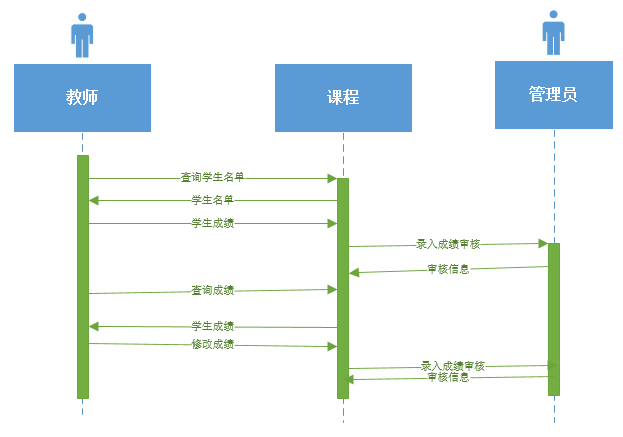 教师
课程
管理员
查询学生名单
学生名单
学生成绩
录入成绩审核
审核信息
查询成绩
学生成绩
修改成绩
录入成绩审核
审核信息